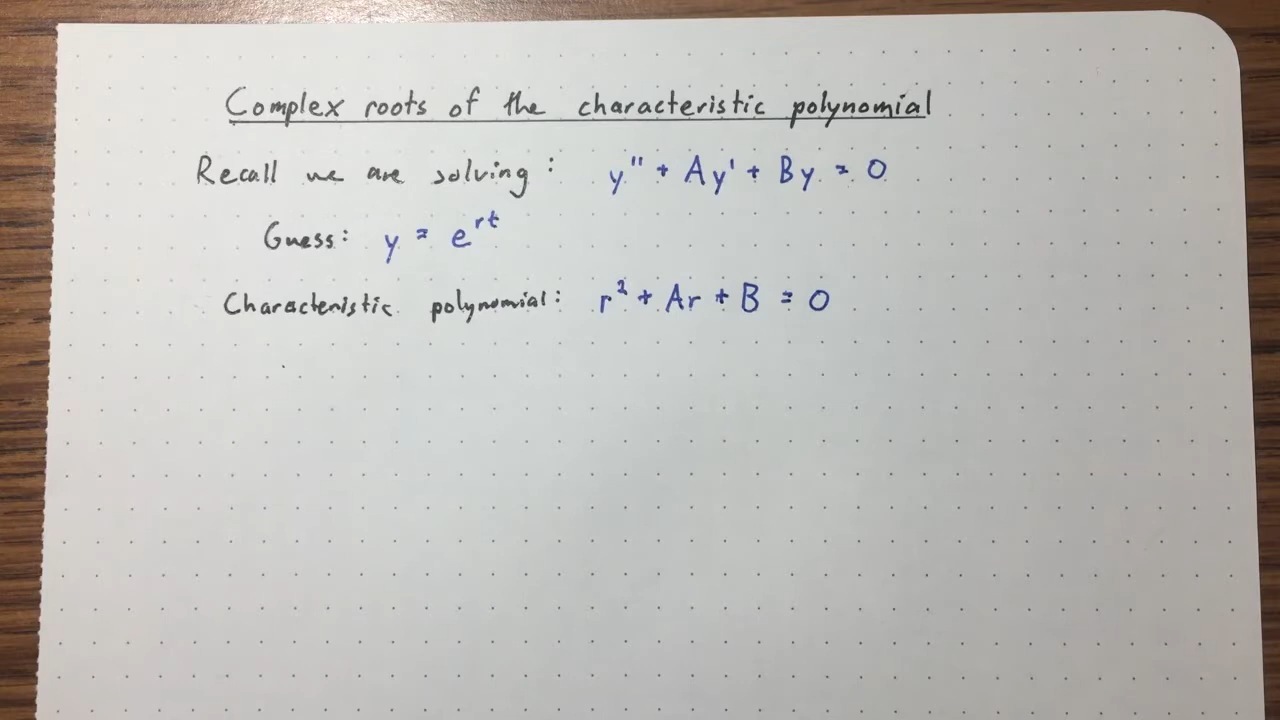 Complex roots of the characteristic polynomial
Recall we are solving: y'' + Ay' + By = 0
Guess: y = e^{rt}
Characteristic polynomial: r² + Ar + B = 0